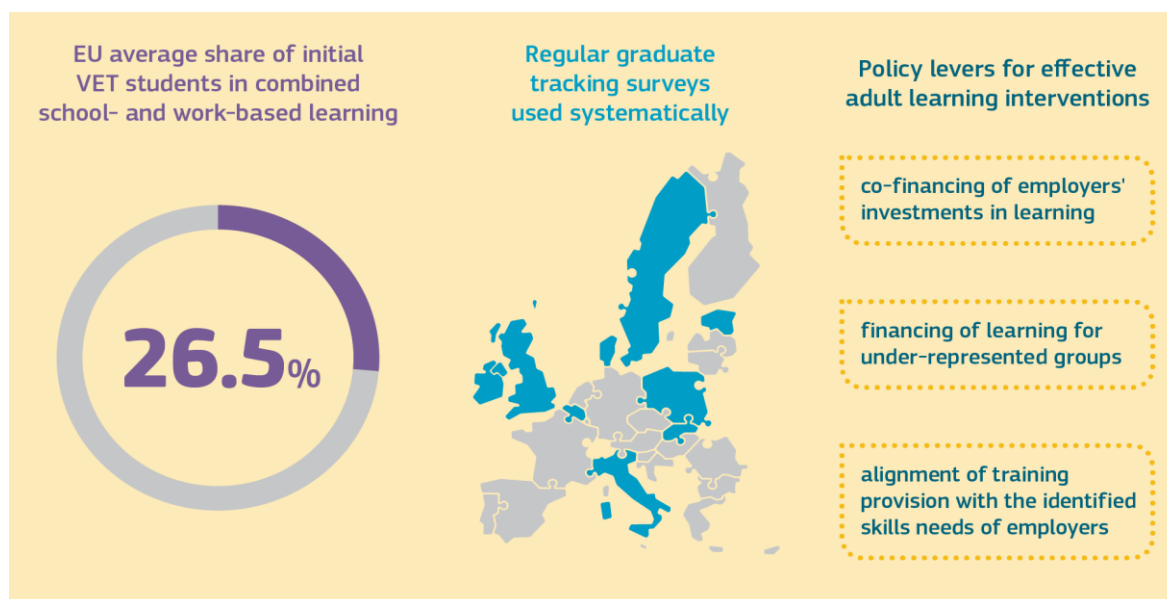 EU average share of initial
VET students in combined
school- and work-based learning
26.5%
Regular graduate
tracking surveys
used systematically
Policy levers for effective
adult learning interventions
co-financing of employers'
investments in learning
financing of learning for
under-represented groups
alignment of training
provision with the identified
skills needs of employers